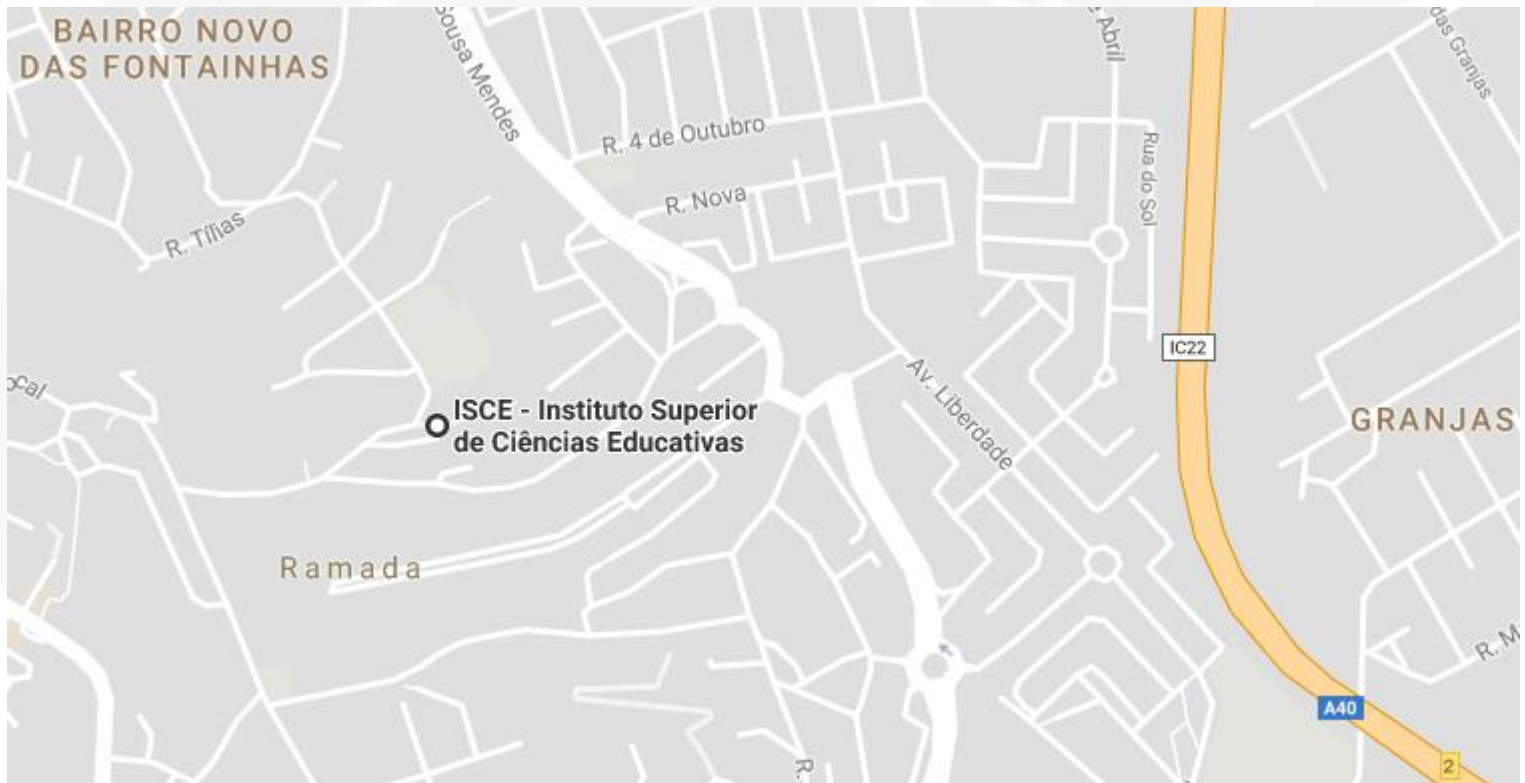 BAIRRO NOVO
DAS FONTAINHAS
Sousa Mendes
R. 4 de Outubro
Abril
das Granjas
Rua do Sol
R. Nova
R. Tílias
IC22
Av. Liberdade
ISCE - Instituto Superior
de Ciências Educativas
GRANJAS
Ramada
R. M
A40
R.
2